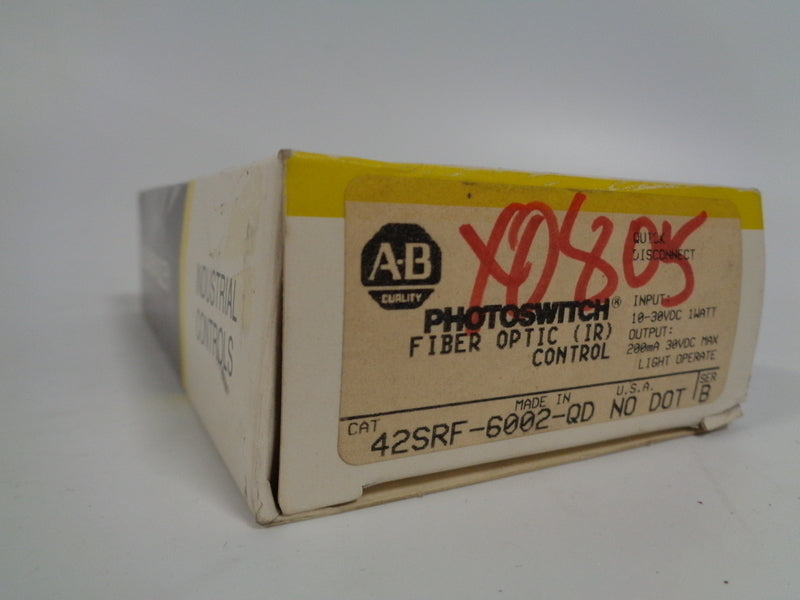 A-B
QUALITY
X0805
QUICK
DISCONNECT
PHOTOSWITCH®
FIBER OPTIC (IR)
CONTROL
INPUT:
10-30VDC 1WATT
OUTPUT:
200mA 30VDC MAX
LIGHT OPERATE
MADE IN U.S.A.
CAT 42SRF-6002-QD NO DOT
SER
B
INDUSTRIAL
CONTROLS